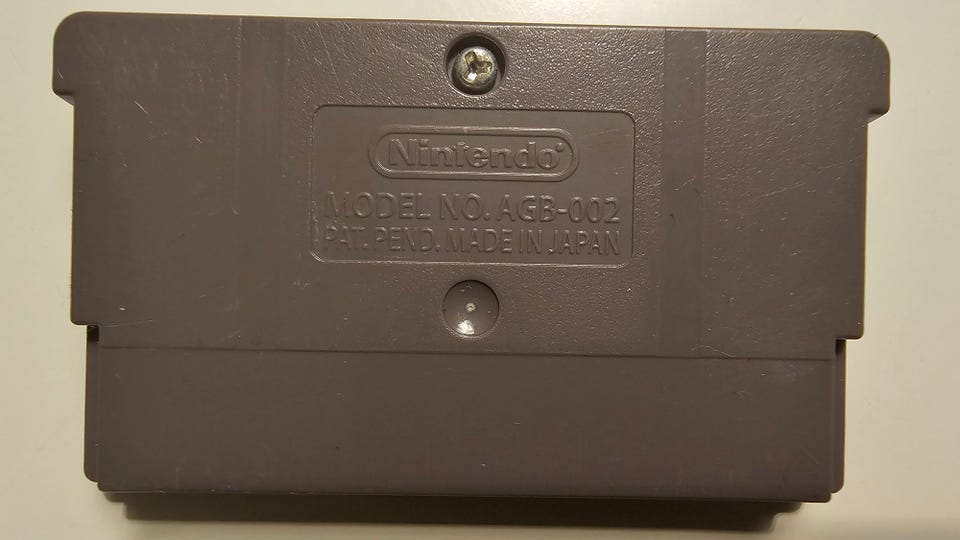 Nintendo®
MODEL NO. AGB-002
PAT. PEND. MADE IN JAPAN